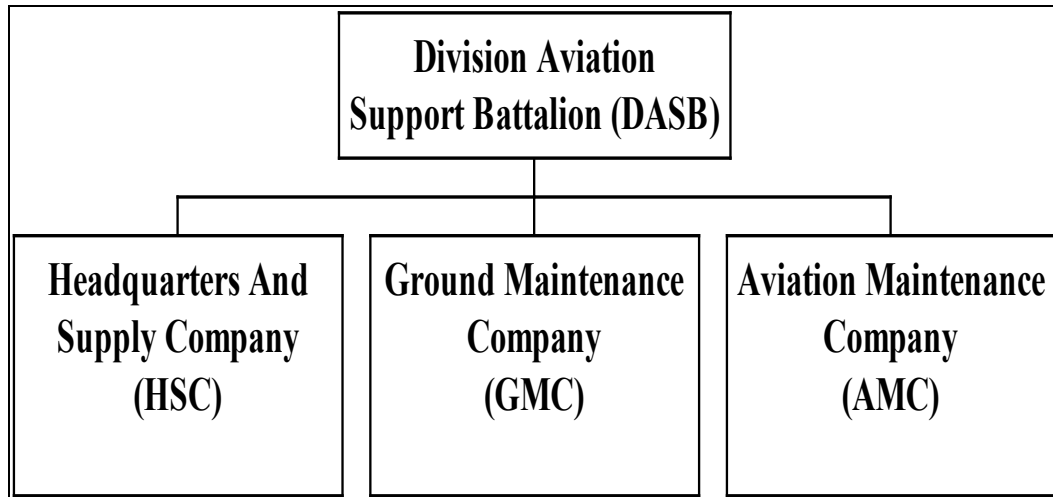 Division Aviation
Support Battalion (DASB)
Headquarters And
Supply Company
(HSC)
Ground Maintenance
Company
(GMC)
Aviation Maintenance
Company
(AMC)